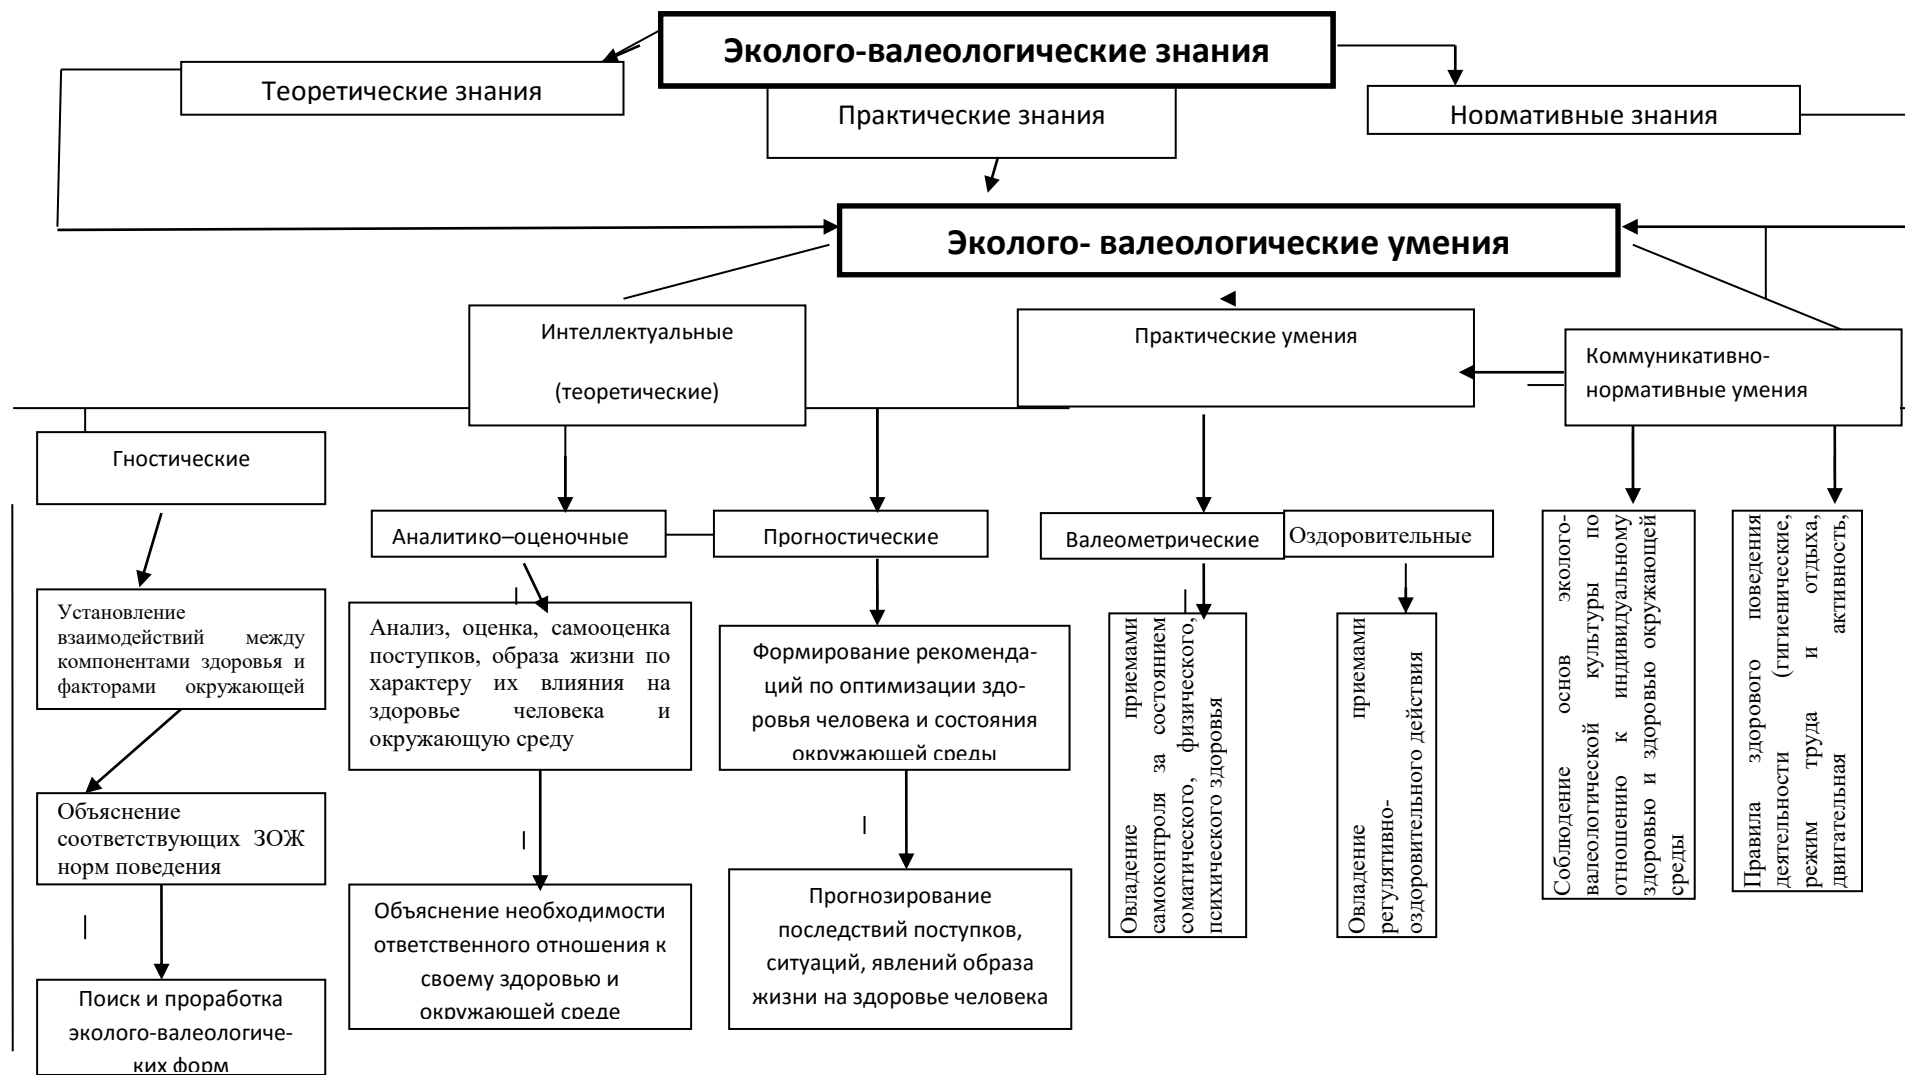 Эколого-валеологические знания
Теоретические знания
Практические знания
Нормативные знания
Эколого- валеологические умения
Интеллектуальные
(теоретические)
Практические умения
Коммуникативно-
нормативные умения
Гностические
Аналитико–оценочные
Прогностические
Валеометрические
Оздоровительные
Установление
взаимодействий между
компонентами здоровья и
факторами окружающей
Анализ, оценка, самооценка
поступков, образа жизни по
характеру их влияния на
здоровье человека и
окружающую среду
Формирование рекоменда-
ций по оптимизации здо-
ровья человека и состояния
окружающей среды
Овладение приемами
самоконтроля за состоянием
соматического, физического,
психического здоровья
Овладение приемами
регулятивно-
оздоровительного действия
Соблюдение основ эколого-
валеологической культуры по
отношению к индивидуальному
здоровью и здоровью окружающей
среды
Правила здорового поведения
деятельности (гигиенические,
режим труда и отдыха,
двигательная активность,
Объяснение
соответствующих ЗОЖ
норм поведения
Объяснение необходимости
ответственного отношения к
своему здоровью и
окружающей среде
Прогнозирование
последствий поступков,
ситуаций, явлений образа
жизни на здоровье человека
Поиск и проработка
эколого-валеологиче-
ких форм